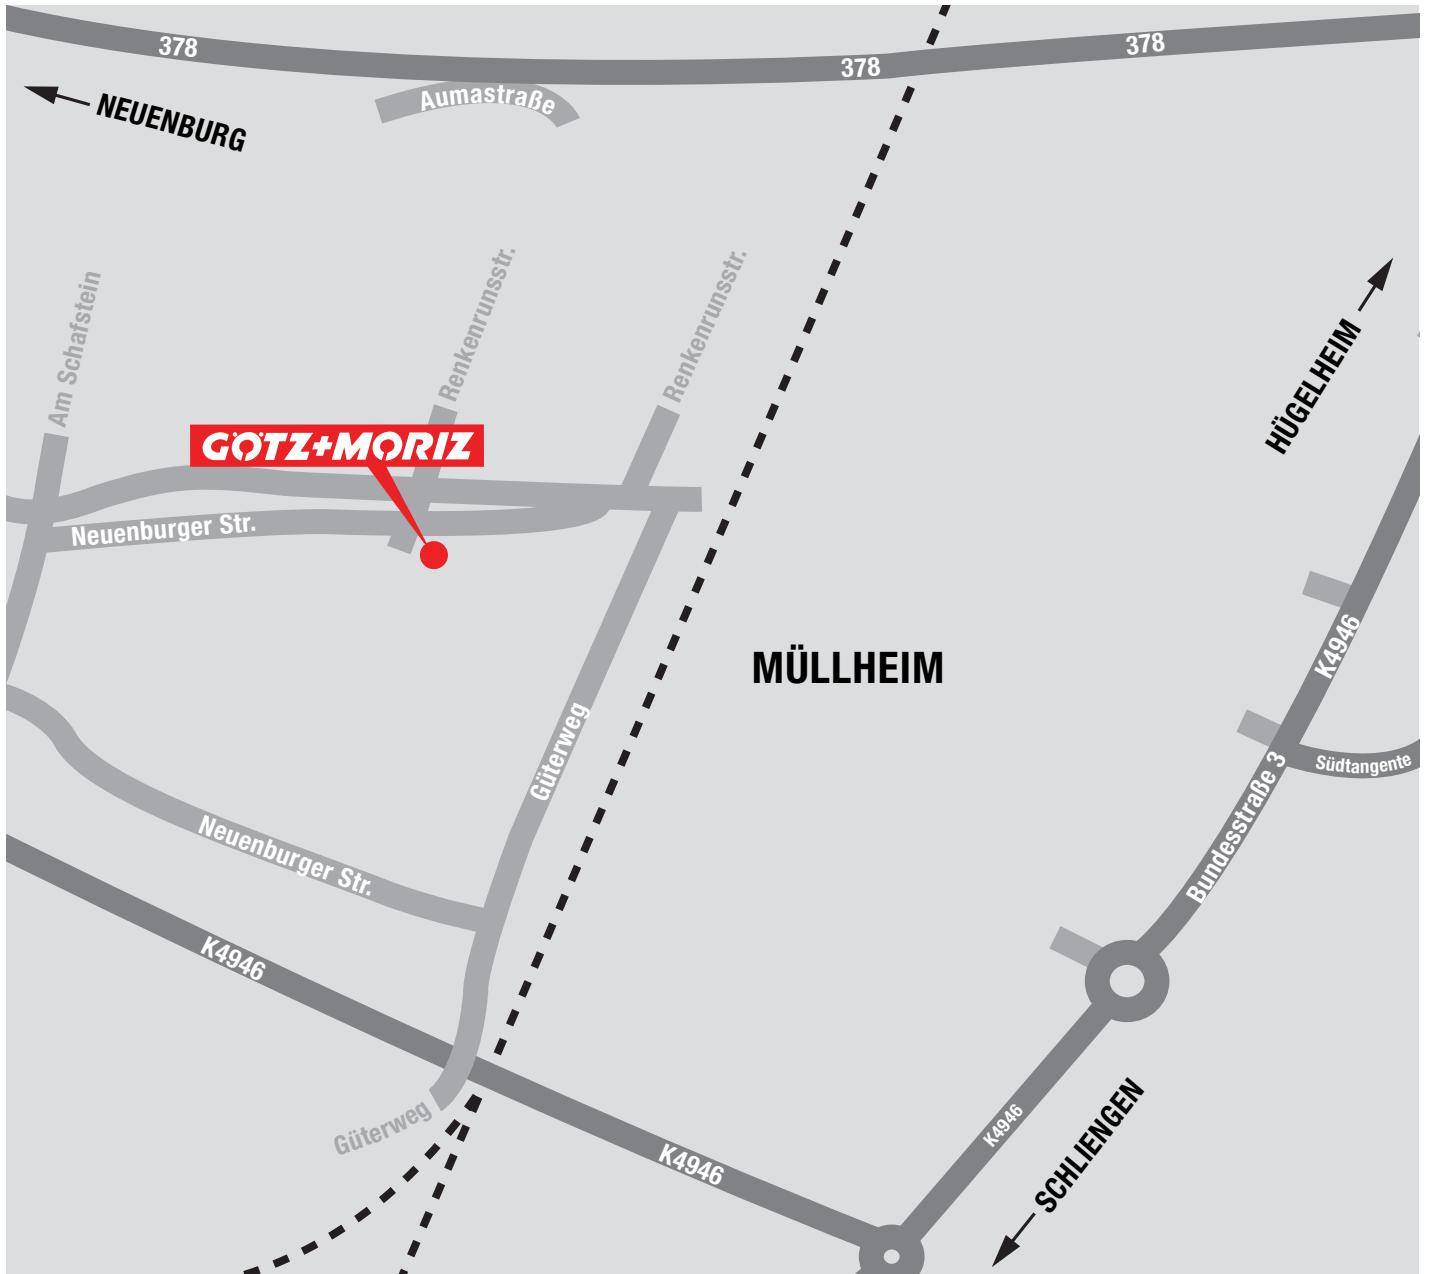 378
378
378
Aumastraße
NEUENBURG
Am Schafstein
Renkenrunsstr.
Renkenrunsstr.
HÜGELHEIM
GÖTZ+MORIZ
Neuenburger Str.
K4946
MÜLLHEIM
Güterweg
Südtangente
Bundesstraße 3
Neuenburger Str.
K4946
Güterweg
K4946
K4946
SCHLIENGEN